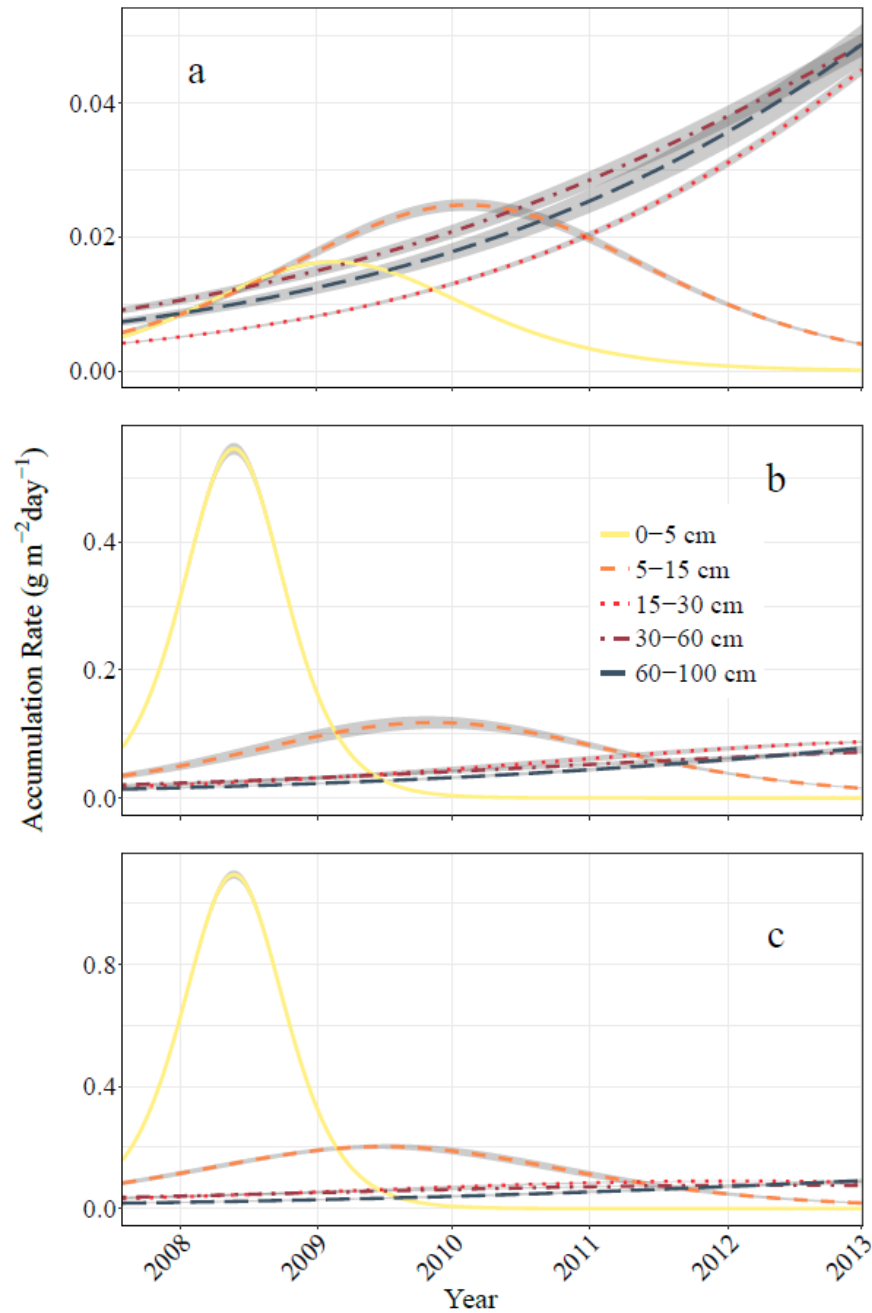 a
0.04
0.02
0.00
b
0.4
0.2
0.0
0−5 cm
5−15 cm
15−30 cm
30−60 cm
60−100 cm
Accumulation Rate (g m⁻²day⁻¹)
c
0.8
0.4
0.0
2008
2009
2010
2011
2012
2013
Year